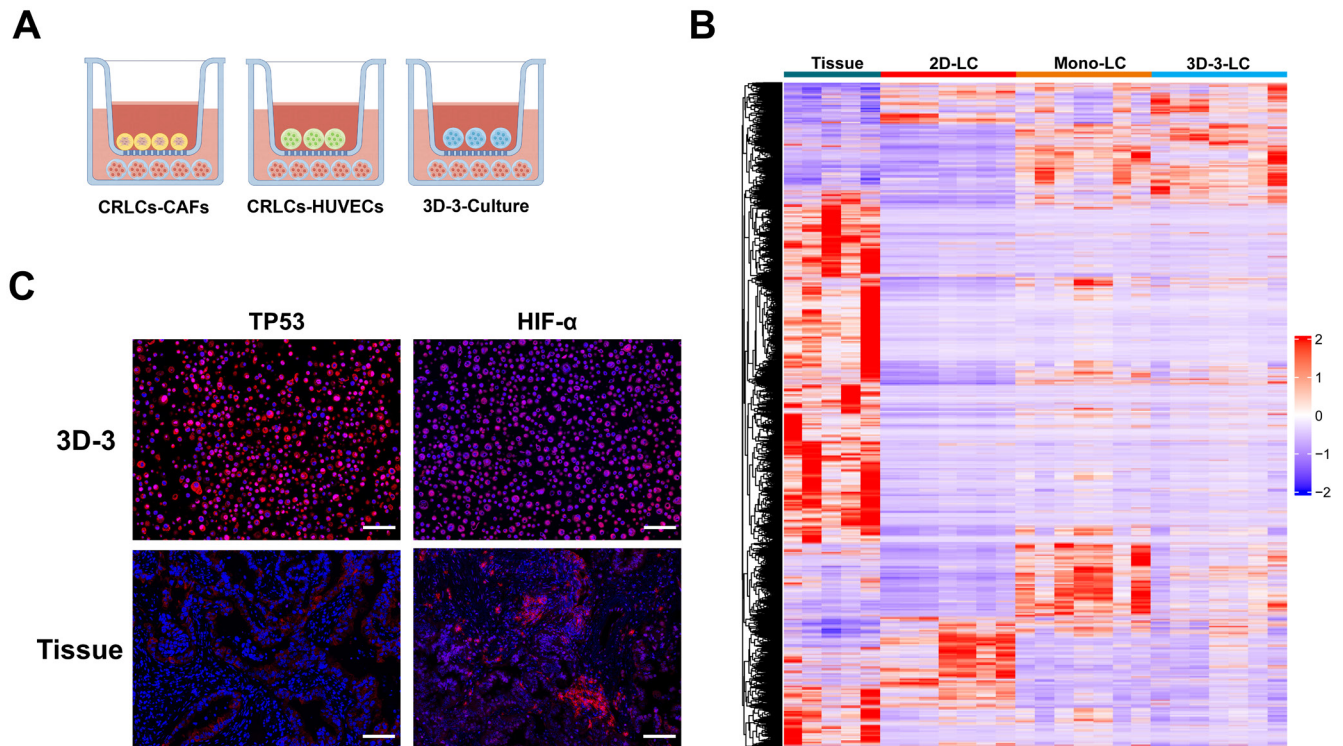 A
CRLCs-CAFs
CRLCs-HUVECs
3D-3-Culture
B
Tissue
2D-LC
Mono-LC
3D-3-LC
2
1
0
−1
−2
C
TP53
HIF-α
3D-3
Tissue